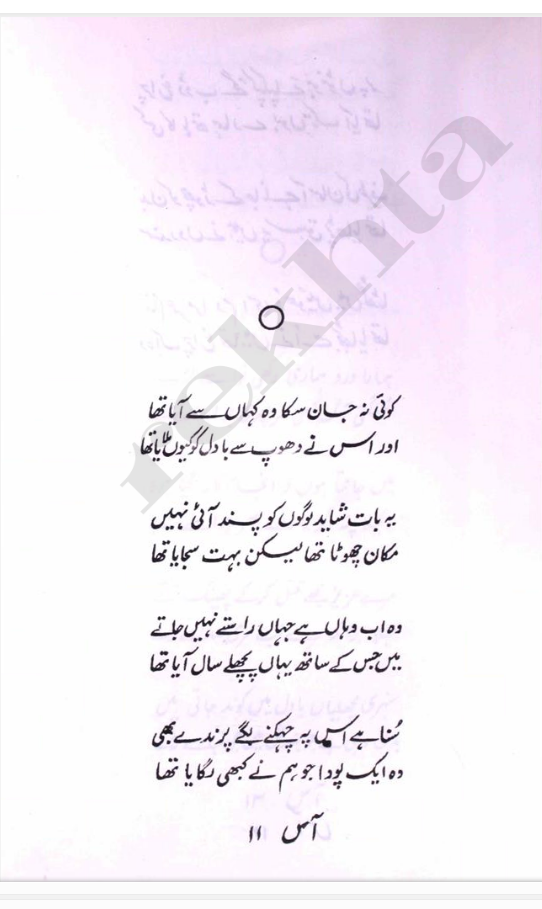 کوئی نہ جان سکا وہ کہاں سے آیا تھا
اور اس نے دھوپ سے بادل کو کیوں ملایا تھا
یہ بات شاید لوگوں کو پسند آئی نہیں
مکان چھوٹا تھا لیکن بہت سجایا تھا
وہ اب وہاں ہے جہاں راستے نہیں جاتے
میں جس کے ساتھ یہاں پچھلے سال آیا تھا
سُنا ہے اس پہ چہکنے لگے پرندے بھی
وہ ایک پودا جو ہم نے کبھی لگایا تھا
آس ۱۱
rekhta